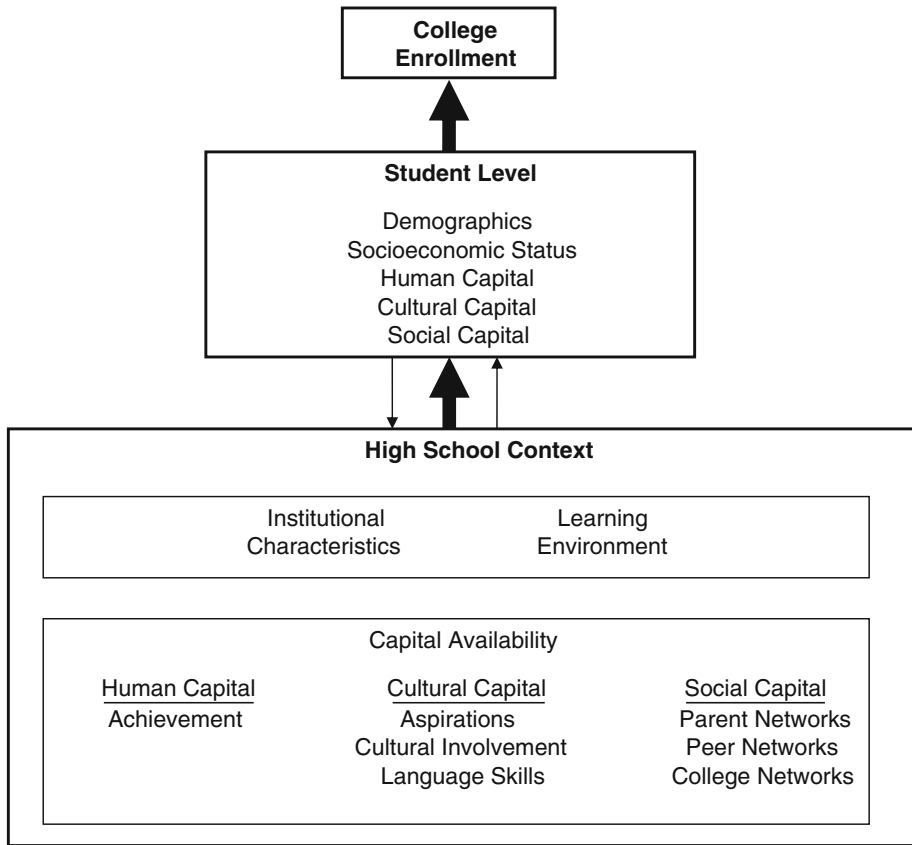 College
Enrollment
Student Level
Demographics
Socioeconomic Status
Human Capital
Cultural Capital
Social Capital
High School Context
Institutional
Characteristics
Learning
Environment
Capital Availability
Human Capital
Achievement
Cultural Capital
Aspirations
Cultural Involvement
Language Skills
Social Capital
Parent Networks
Peer Networks
College Networks